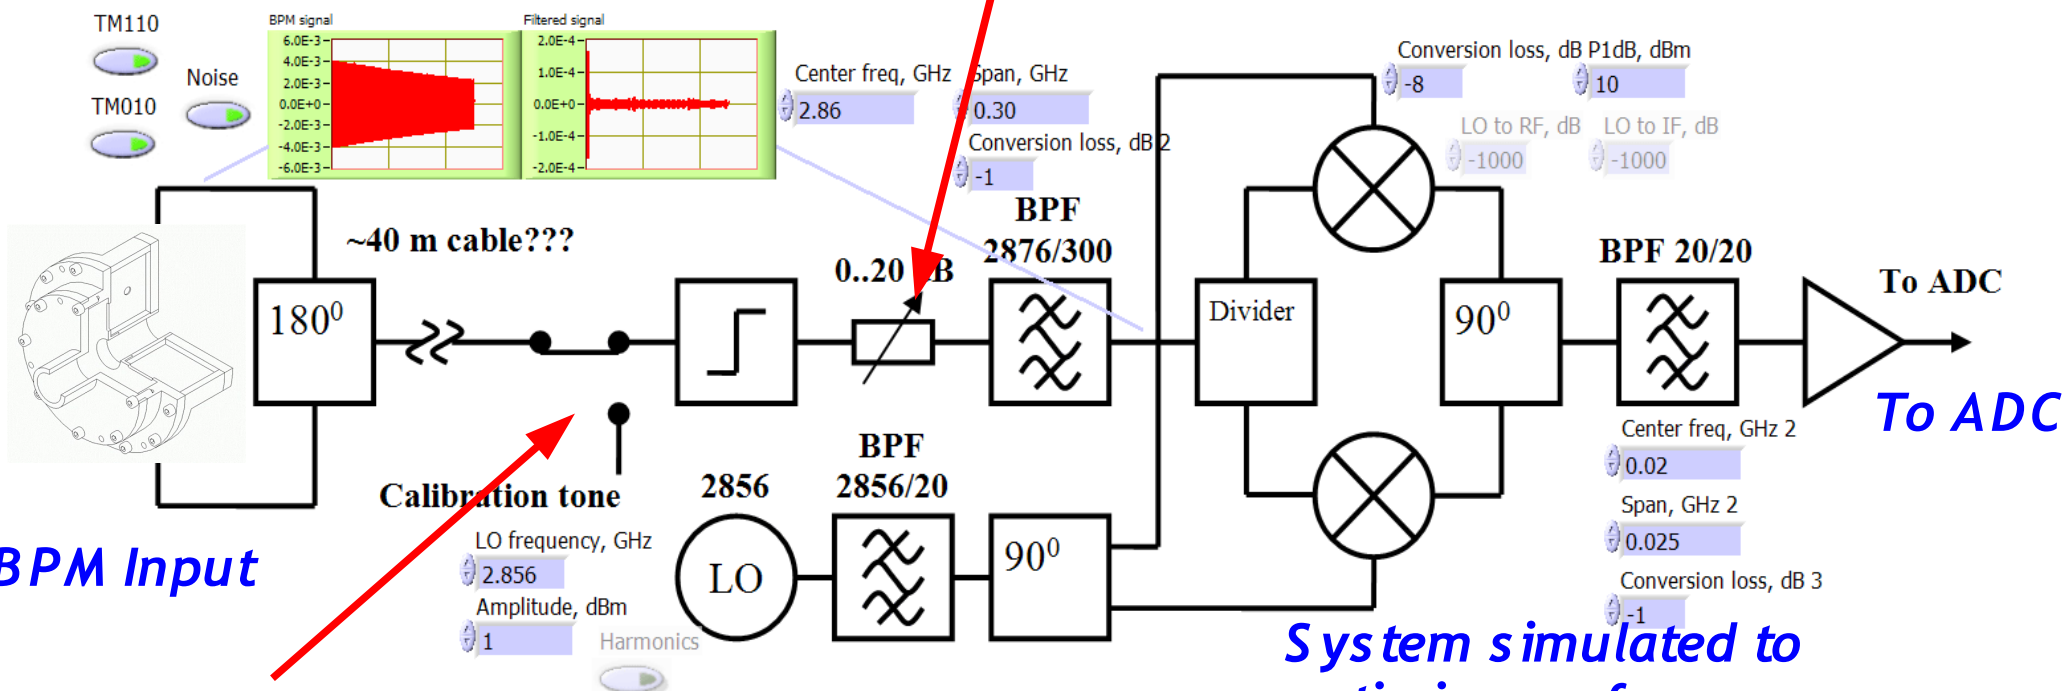 TM110
TM010
Noise
BPM signal
6.0E-3
4.0E-3
2.0E-3
0.0E+0
-2.0E-3
-4.0E-3
-6.0E-3
Filtered signal
2.0E-4
1.0E-4
0.0E+0
-1.0E-4
-2.0E-4
Center freq, GHz
2.86
Span, GHz
0.30
Conversion loss, dB 2
-1
Conversion loss, dB P1dB, dBm
-8
10
LO to RF, dB
-1000
LO to IF, dB
-1000
~40 m cable???
180⁰
0..20 dB
BPF
2876/300
Divider
90⁰
BPF 20/20
To ADC
To ADC
Center freq, GHz 2
0.02
Span, GHz 2
0.025
Conversion loss, dB 3
-1
Calibration tone
LO frequency, GHz
2.856
Amplitude, dBm
1
Harmonics
2856
LO
BPF
2856/20
90⁰
BPM Input
System simulated to